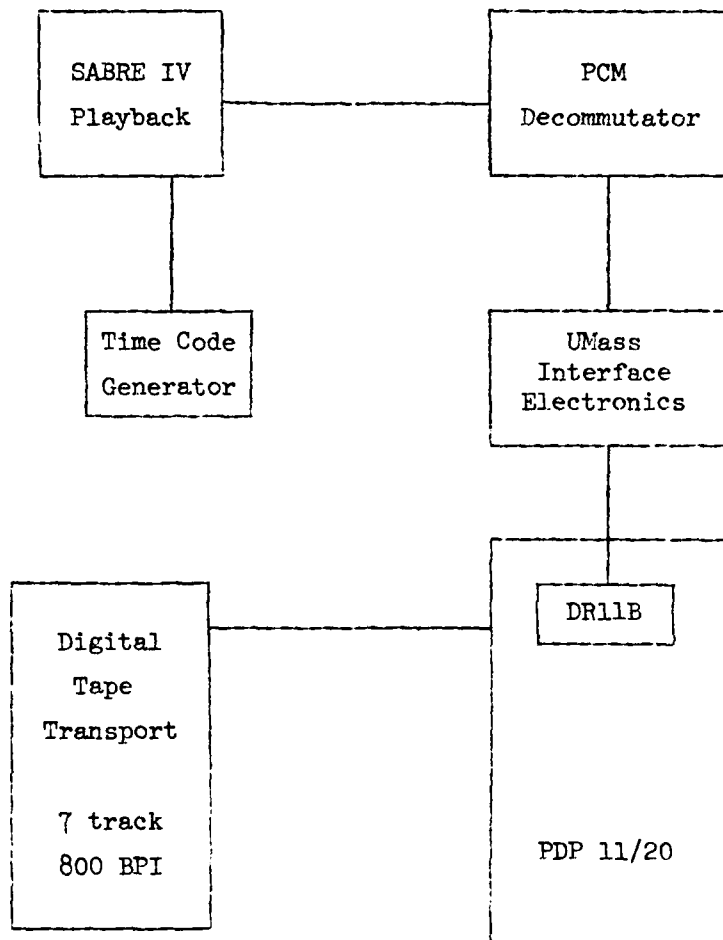 SABRE IV
Playback
PCM
Decommutator
Time Code
Generator
UMass
Interface
Electronics
DR11B
Digital
Tape
Transport
7 track
800 BPI
PDP 11/20